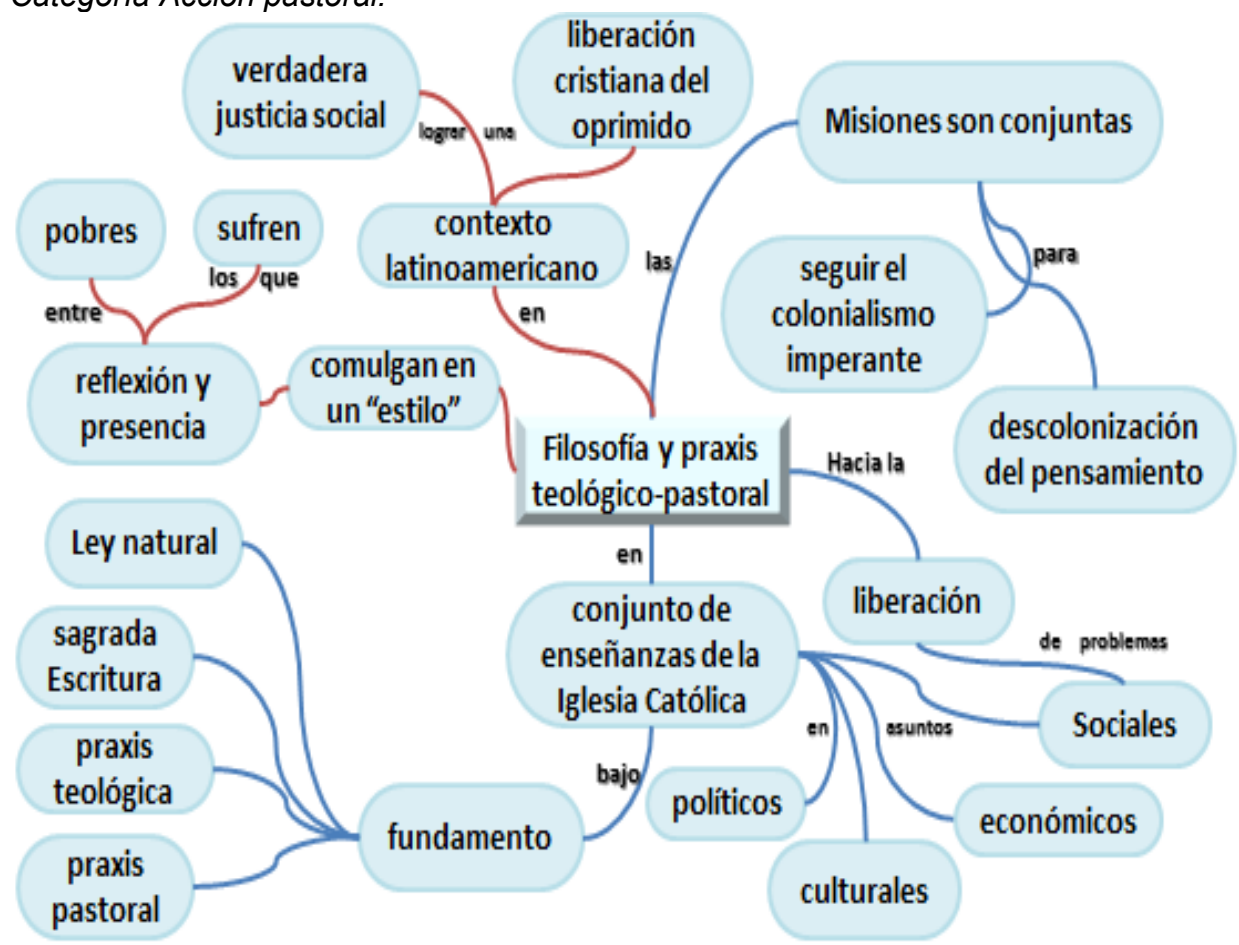 Categoría Acción pastoral.
liberación
cristiana del
oprimido
verdadera
justicia social
lograr una
Misiones son conjuntas
pobres
sufren
los que
entre
contexto
latinoamericano
en
las
para
seguir el
colonialismo
imperante
reflexión y
presencia
comulgan en
un “estilo”
descolonización
del pensamiento
Filosofía y praxis
teológico-pastoral
Hacia la
en
Ley natural
sagrada
Escritura
praxis
teológica
praxis
pastoral
conjunto de
enseñanzas de la
Iglesia Católica
liberación
de problemas
Sociales
en asuntos
bajo
fundamento
políticos
económicos
culturales